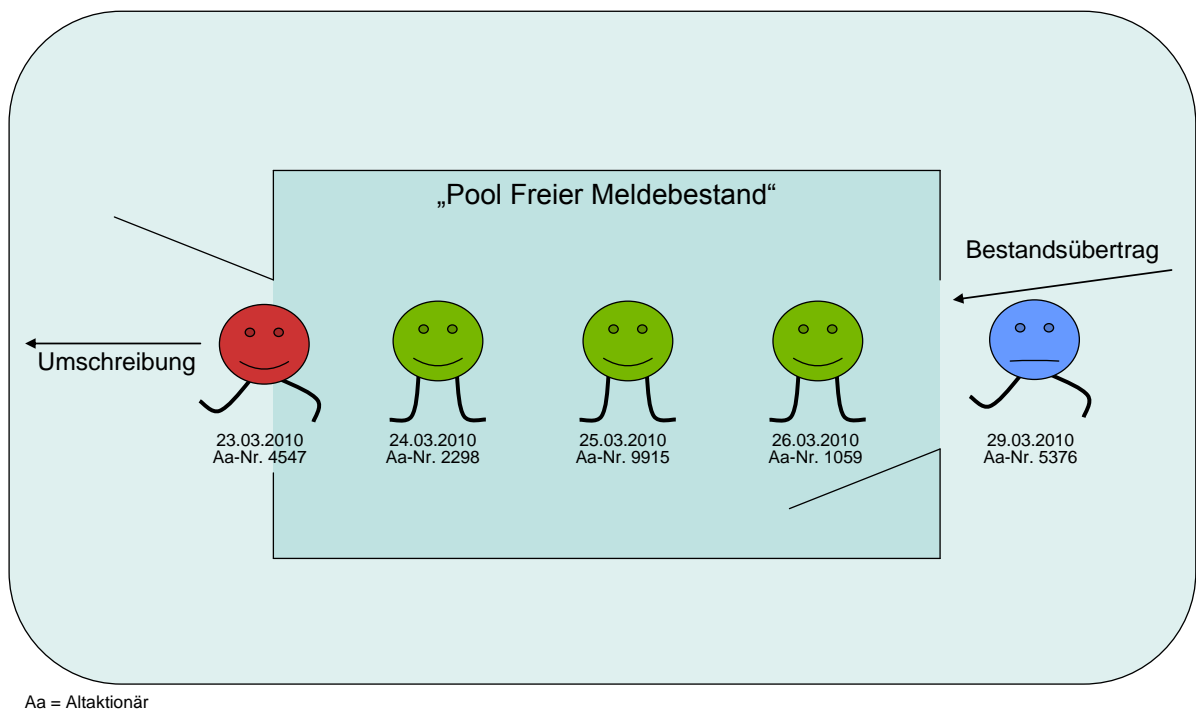 „Pool Freier Meldebestand“
Bestandsübertrag
Umschreibung
23.03.2010
Aa-Nr. 4547
24.03.2010
Aa-Nr. 2298
25.03.2010
Aa-Nr. 9915
26.03.2010
Aa-Nr. 1059
29.03.2010
Aa-Nr. 5376
Aa = Altaktionär